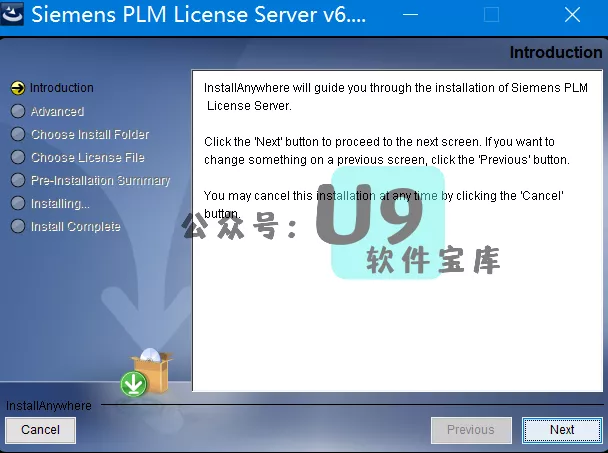 Siemens PLM License Server v6....
Introduction
Introduction
Advanced
Choose Install Folder
Choose License File
Pre-Installation Summary
Installing...
Install Complete
InstallAnywhere will guide you through the installation of Siemens PLM
License Server.
Click the 'Next' button to proceed to the next screen. If you want to
change something on a previous screen, click the 'Previous' button.
You may cancel this installation at any time by clicking the 'Cancel'
button.
公众号：U9
软件宝库
InstallAnywhere
Cancel
Previous
Next